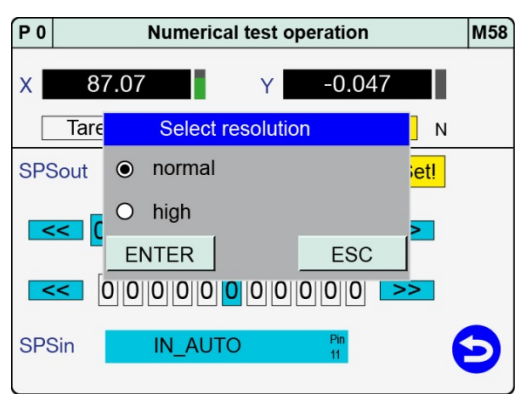 P 0 Numerical test operation M58
X 87.07 Y -0.047
Tare N
Select resolution
SPSout normal
high
<<
ENTER ESC
<< 0 0 0 0 0 0 0 0 0 0 0 >>
SPSin IN_AUTO Pin
11